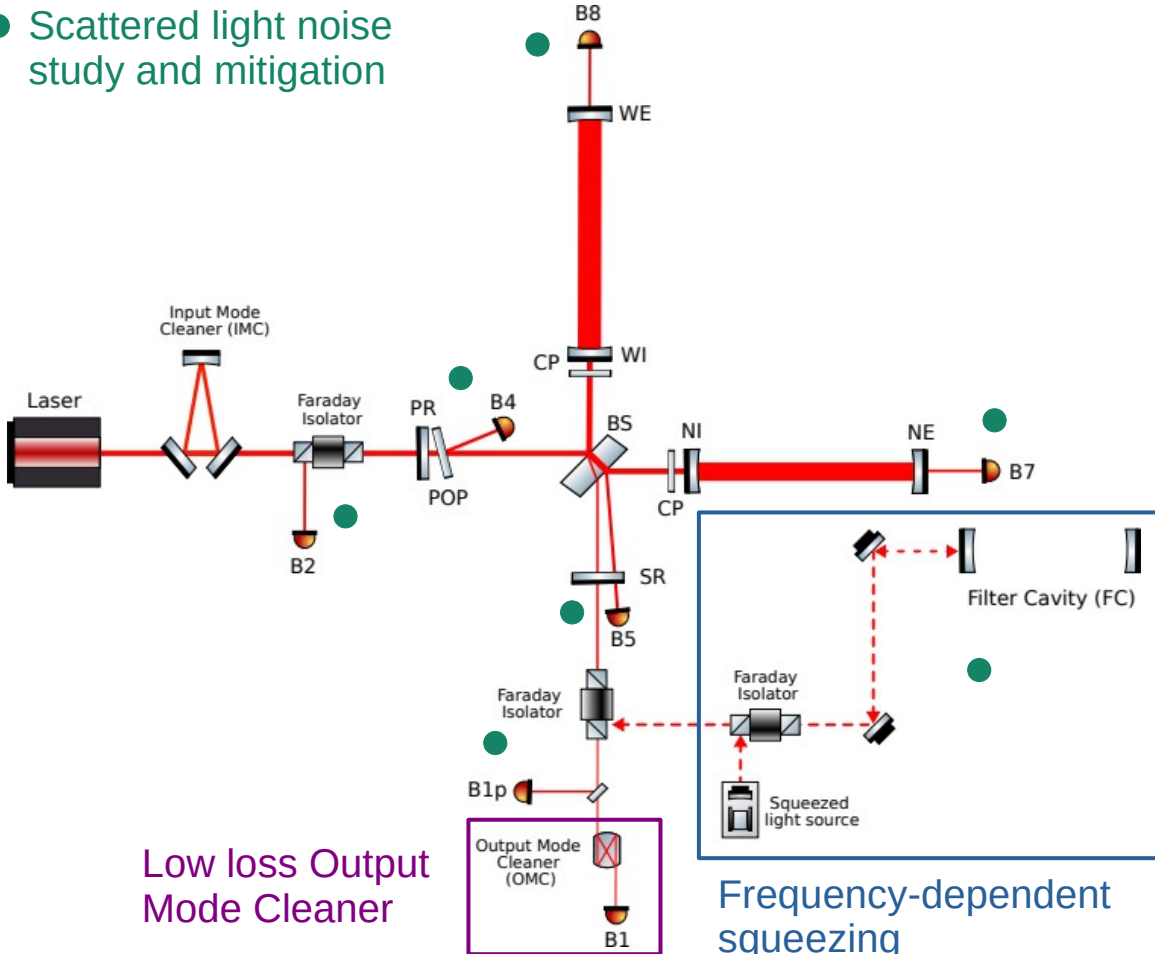 Scattered light noise
study and mitigation
B8
WE
Input Mode
Cleaner (IMC)
CP
WI
Laser
Faraday
Isolator
PR
B4
BS
NI
NE
POP
CP
B7
B2
SR
Filter Cavity (FC)
B5
Faraday
Isolator
Faraday
Isolator
B1p
Squeezed
light source
Low loss Output
Mode Cleaner
Output Mode
Cleaner
(OMC)
B1
Frequency-dependent
squeezing